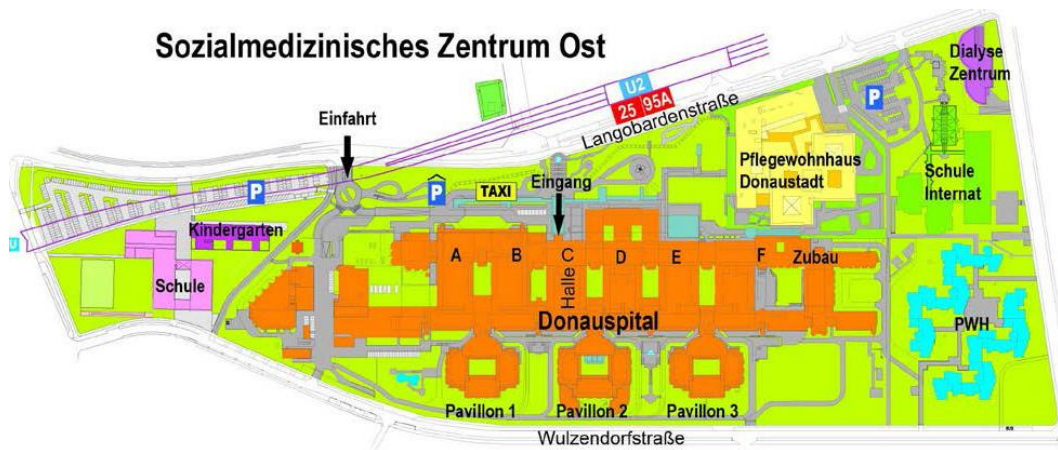 Sozialmedizinisches Zentrum Ost
Dialyse
Zentrum
U2
25 95A
Langobardenstraße
Einfahrt
P
P
P
TAXI
Eingang
Pflegewohnhaus
Donaustadt
Schule
Internat
Kindergarten
Schule
U
A
B
C
Halle
D
E
F
Zubau
Donauspital
PWH
Pavillon 1
Pavillon 2
Pavillon 3
Wulzendorfstraße